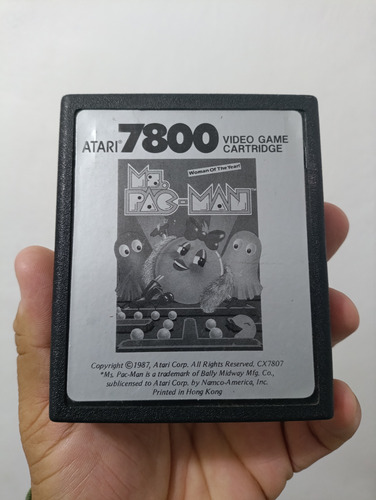 ATARI® 7800 VIDEO GAME
CARTRIDGE
Woman Of The Year!
MS.
PAC-MAN™
Copyright ©1987, Atari Corp. All Rights Reserved. CX7807
*Ms. Pac-Man is a trademark of Bally Midway Mfg. Co.,
sublicensed to Atari Corp. by Namco-America, Inc.
Printed in Hong Kong